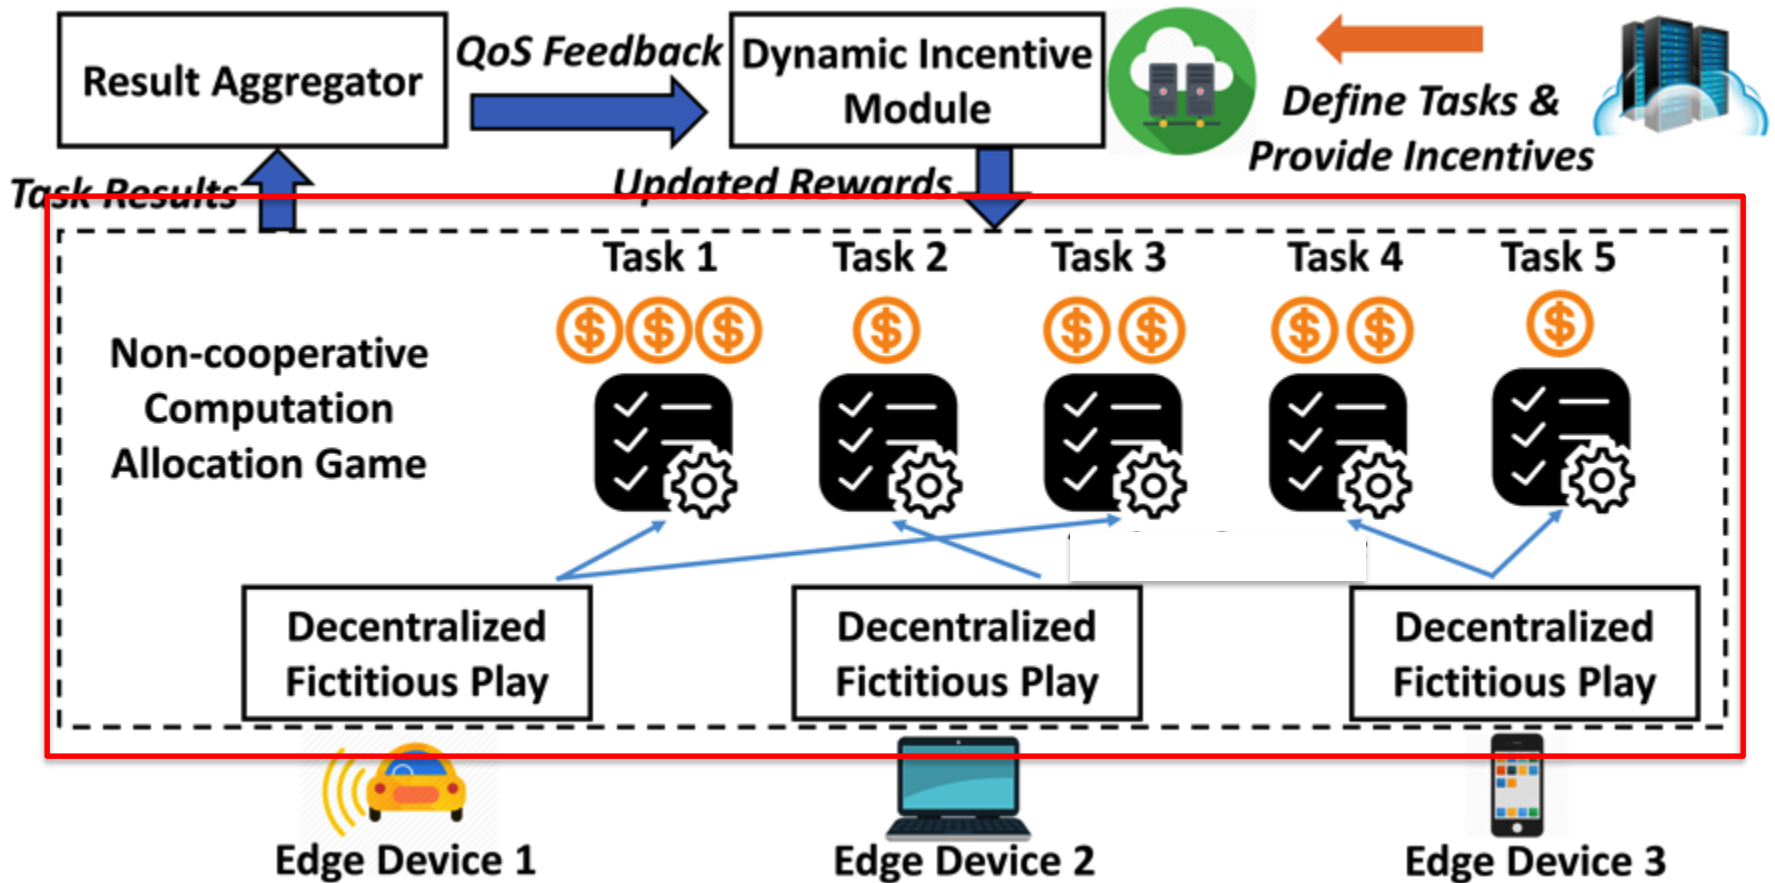 Result Aggregator
QoS Feedback
Dynamic Incentive
Module
Define Tasks &
Provide Incentives
Task Results
Updated Rewards
Task 1
Task 2
Task 3
Task 4
Task 5
$ $ $
$
$ $
$ $
$
Non-cooperative
Computation
Allocation Game
Decentralized
Fictitious Play
Decentralized
Fictitious Play
Decentralized
Fictitious Play
Edge Device 1
Edge Device 2
Edge Device 3